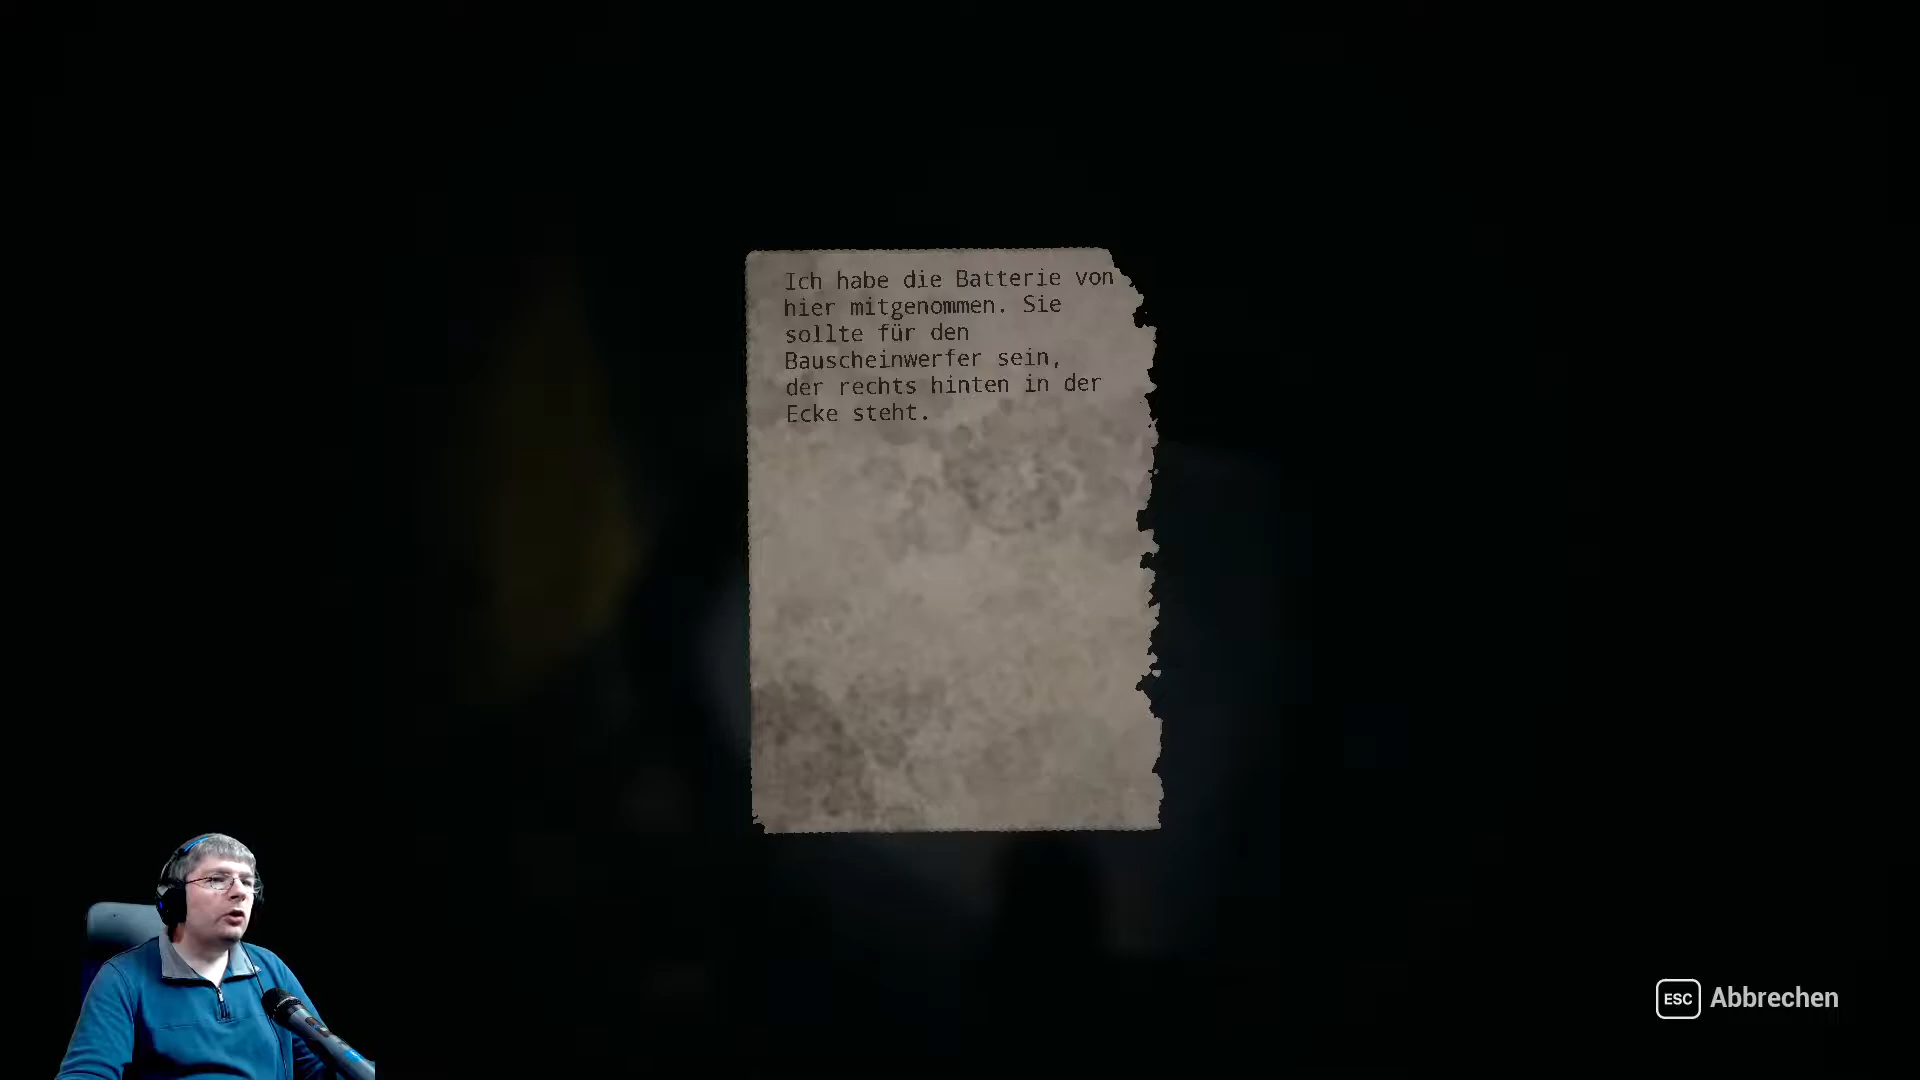 Ich habe die Batterie von
hier mitgenommen. Sie
sollte für den
Bauscheinwerfer sein,
der rechts hinten in der
Ecke steht.
ESC Abbrechen